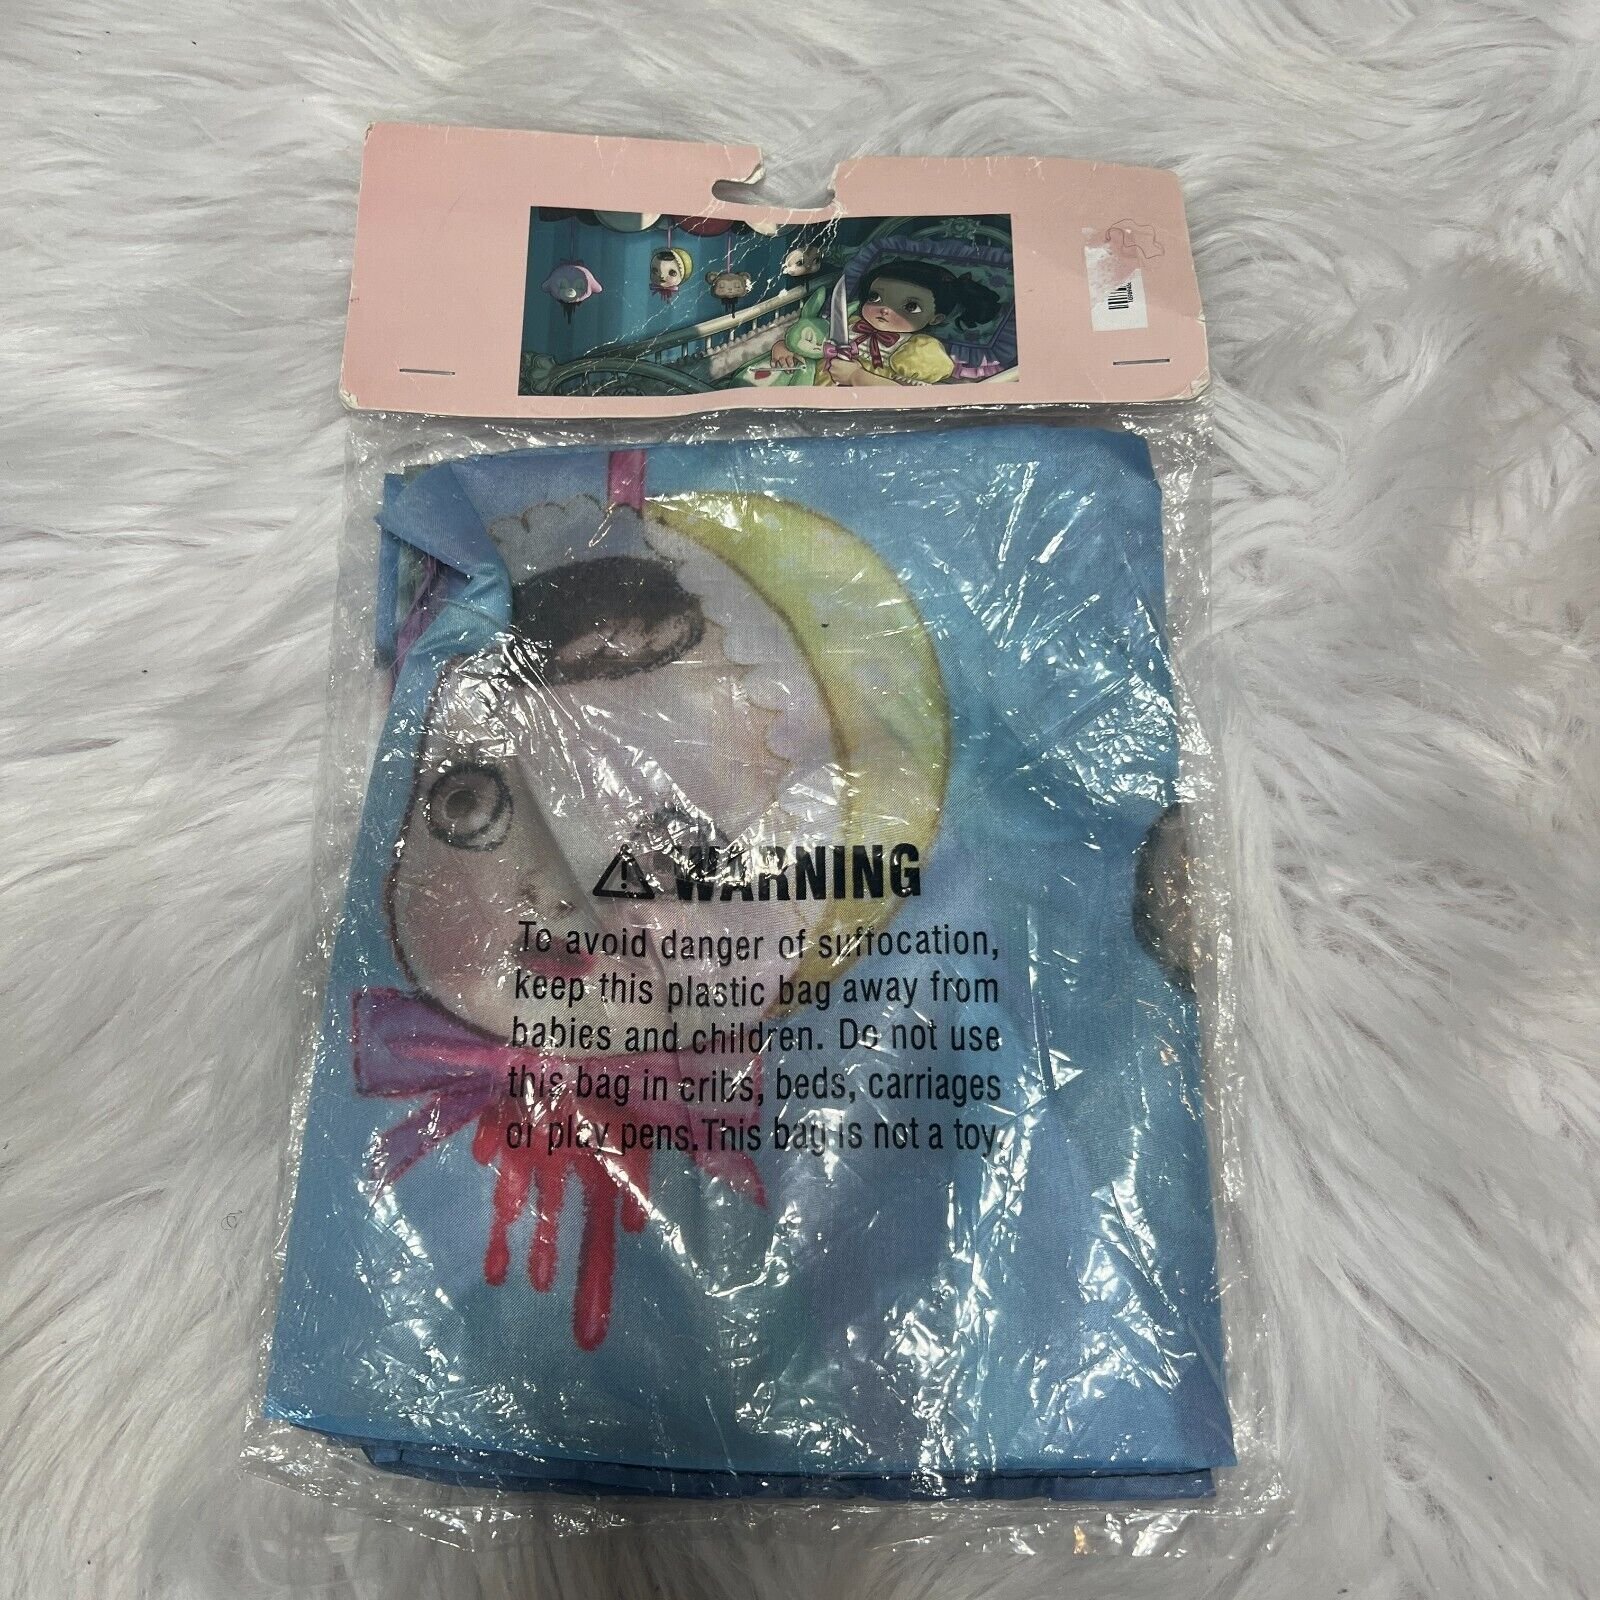 WARNING
To avoid danger of suffocation,
keep this plastic bag away from
babies and children. Do not use
this bag in cribs, beds, carriages
or play pens.This bag is not a toy.